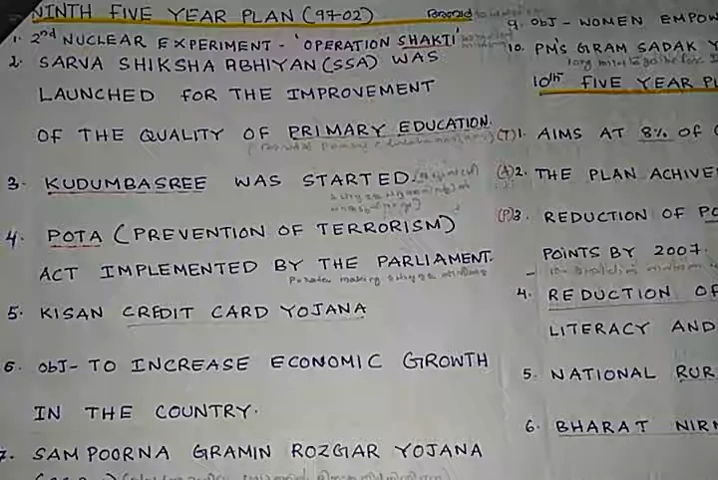 NINTH FIVE YEAR PLAN (97-02)
1. 2nd NUCLEAR EXPERIMENT - 'OPERATION SHAKTI'
2. SARVA SHIKSHA ABHIYAN (SSA) WAS
LAUNCHED FOR THE IMPROVEMENT
OF THE QUALITY OF PRIMARY EDUCATION.
3. KUDUMBASREE WAS STARTED.
4. POTA (PREVENTION OF TERRORISM)
ACT IMPLEMENTED BY THE PARLIAMENT.
5. KISAN CREDIT CARD YOJANA
6. Obj- TO INCREASE ECONOMIC GROWTH
IN THE COUNTRY.
7. SAMPOORNA GRAMIN ROZGAR YOJANA
9. Obj - WOMEN EMPOW
10. PM'S GRAM SADAK Y
10th FIVE YEAR PL
(T) 1. AIMS AT 8% OF
(A) 2. THE PLAN ACHIVE
(P) 3. REDUCTION OF PO
POINTS BY 2007.
4. REDUCTION OF
LITERACY AND
5. NATIONAL RUR
6. BHARAT NIRM